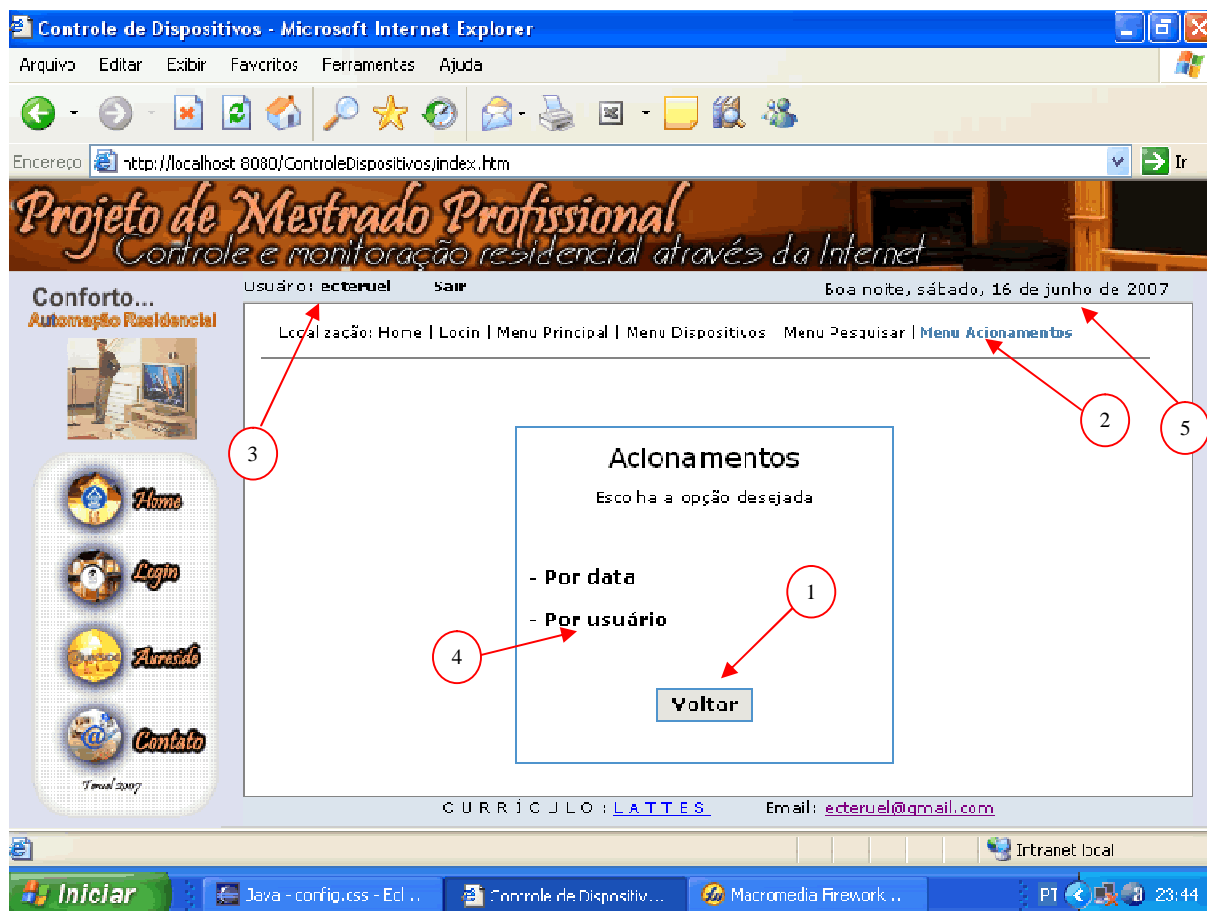 Controle de Dispositivos - Microsoft Internet Explorer
Arquivo Editar Exibir Favoritos Ferramentas Ajuda
Endereço http://localhost:8080/ControleDispositivos/index.htm Ir
Projeto de Mestrado Profissional
Controle e monitoração residencial através da Internet
Usuário: ecteruel Sair Boa noite, sábado, 16 de junho de 2007
Conforto...
Automação Residencial
Localização: Home | Login | Menu Principal | Menu Dispositivos Menu Pesquisar | Menu Acionamentos
2
5
3
Acionamentos
Escolha a opção desejada
Home
- Por data
1
Login
- Por usuário
4
Aureside
Voltar
Contato
Teruel 2007
CURRÍCULO: LATTES Email: ecteruel@gmail.com
Intranet local
Iniciar Java - config.css - Ecl... Controle de Dispositiv... Macromedia Firework... PT 23:44